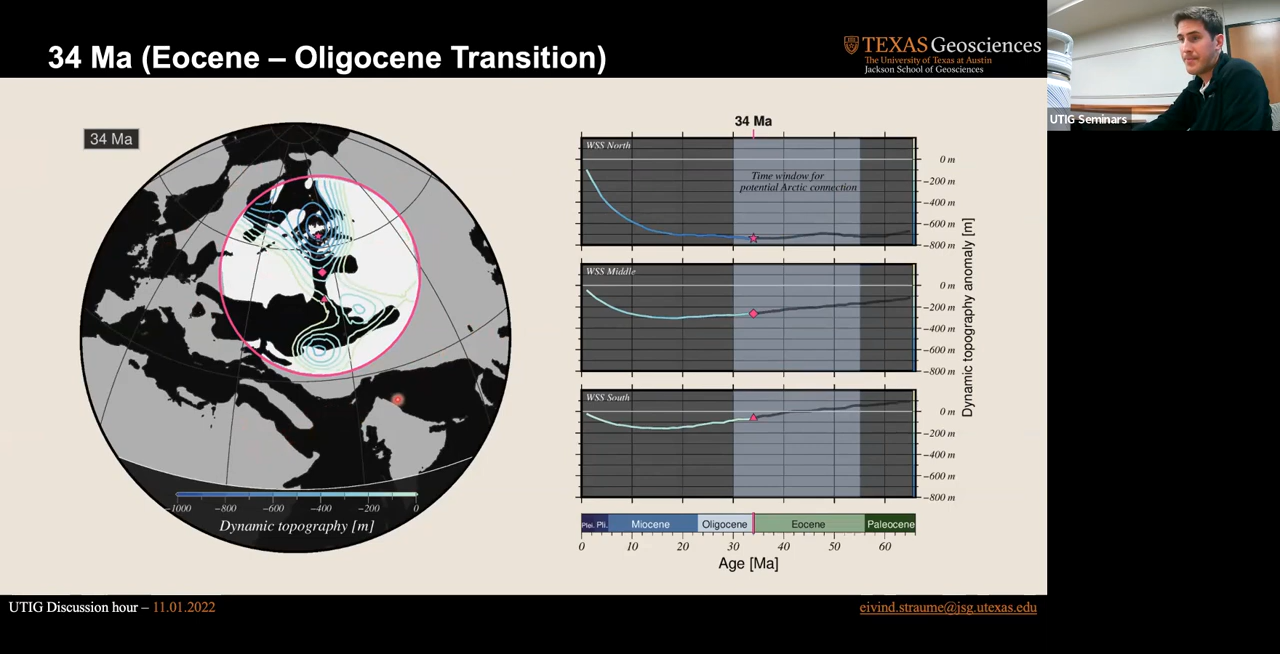 34 Ma (Eocene – Oligocene Transition)
TEXAS Geosciences
The University of Texas at Austin
Jackson School of Geosciences
UTIG Seminars
34 Ma
−1000 −800 −600 −400 −200 0
Dynamic topography [m]
34 Ma
WSS North
Time window for
potential Arctic connection
0 m
−200 m
−400 m
−600 m
−800 m
WSS Middle
0 m
−200 m
−400 m
−600 m
−800 m
WSS South
0 m
−200 m
−400 m
−600 m
−800 m
Dynamic topography anomaly [m]
Plei. Pli. Miocene Oligocene Eocene Paleocene
0 10 20 30 40 50 60
Age [Ma]
UTIG Discussion hour – 11.01.2022
eivind.straume@jsg.utexas.edu